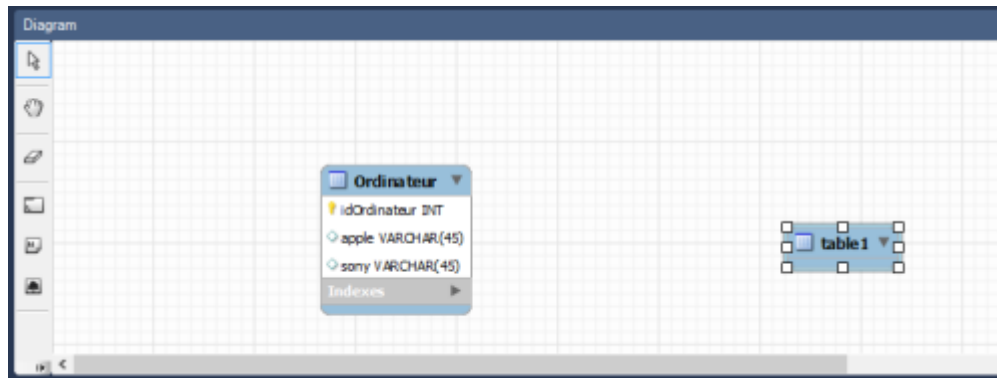 Diagram
Ordinateur
idOrdinateur INT
apple VARCHAR(45)
sony VARCHAR(45)
Indexes
table1